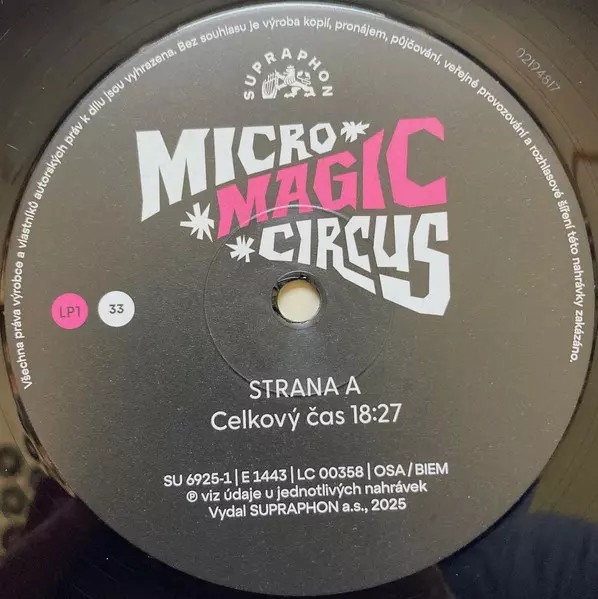 Všechna práva výrobce a vlastníků autorských práv k dílu jsou vyhrazena. Bez souhlasu je výroba kopií, pronájem, půjčování, veřejné provozování a rozhlasové šíření této nahrávky zakázáno.
SUPRAPHON
02124817
MICRO
MAGIC
CIRCUS
LP1 33
STRANA A
Celkový čas 18:27
SU 6925-1 | E 1443 | LC 00358 | OSA / BIEM
℗ viz údaje u jednotlivých nahrávek
Vydal SUPRAPHON a.s., 2025